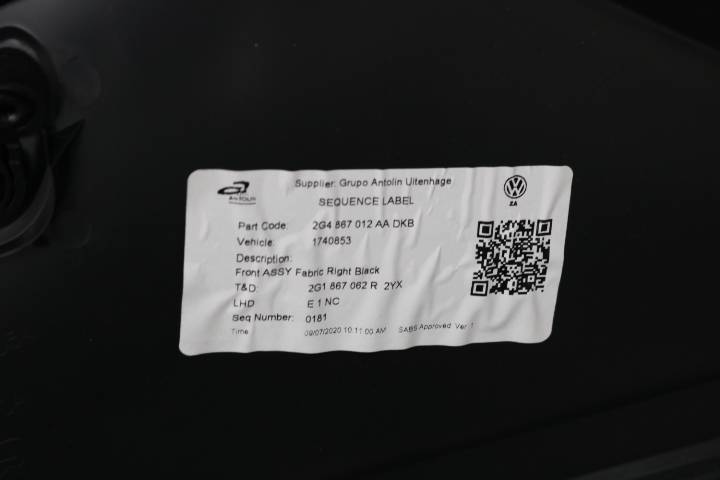 Supplier: Grupo Antolin Uitenhage
ANTOLIN
SEQUENCE LABEL
ZA
Part Code: 2G4 867 012 AA DKB
Vehicle: 1740853
Description:
Front ASSY Fabric Right Black
T&D: 2G1 867 062 R 2YX
LHD E 1 NC
Seq Number: 0181
Time 09/07/2020 10:11:00 AM SABS Approved Ver 1